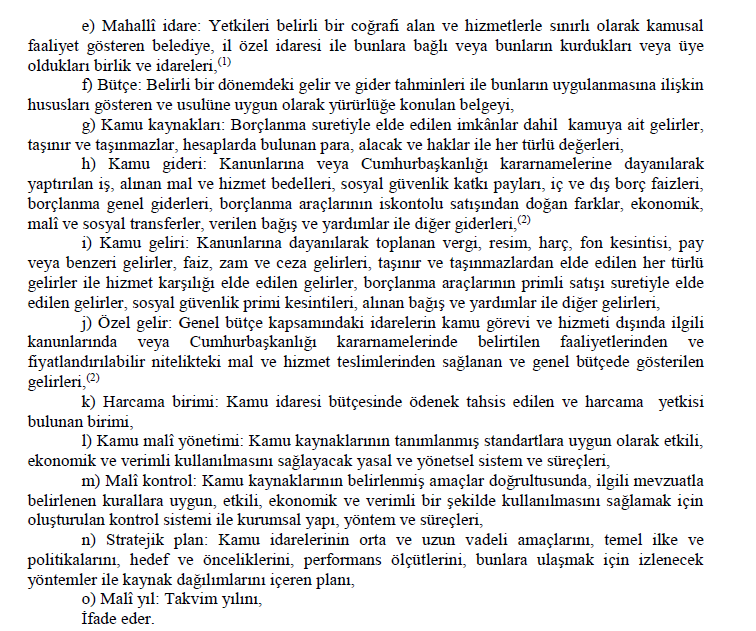 e) Mahallî idare: Yetkileri belirli bir coğrafi alan ve hizmetlerle sınırlı olarak kamusal
faaliyet gösteren belediye, il özel idaresi ile bunlara bağlı veya bunların kurdukları veya üye
oldukları birlik ve idareleri,(1)
f) Bütçe: Belirli bir dönemdeki gelir ve gider tahminleri ile bunların uygulanmasına ilişkin
hususları gösteren ve usulüne uygun olarak yürürlüğe konulan belgeyi,
g) Kamu kaynakları: Borçlanma suretiyle elde edilen imkânlar dahil kamuya ait gelirler,
taşınır ve taşınmazlar, hesaplarda bulunan para, alacak ve haklar ile her türlü değerleri,
h) Kamu gideri: Kanunlarına veya Cumhurbaşkanlığı kararnamelerine dayanılarak
yaptırılan iş, alınan mal ve hizmet bedelleri, sosyal güvenlik katkı payları, iç ve dış borç faizleri,
borçlanma genel giderleri, borçlanma araçlarının iskontolu satışından doğan farklar, ekonomik,
malî ve sosyal transferler, verilen bağış ve yardımlar ile diğer giderleri,(2)
i) Kamu geliri: Kanunlarına dayanılarak toplanan vergi, resim, harç, fon kesintisi, pay
veya benzeri gelirler, faiz, zam ve ceza gelirleri, taşınır ve taşınmazlardan elde edilen her türlü
gelirler ile hizmet karşılığı elde edilen gelirler, borçlanma araçlarının primli satışı suretiyle elde
edilen gelirler, sosyal güvenlik primi kesintileri, alınan bağış ve yardımlar ile diğer gelirleri,
j) Özel gelir: Genel bütçe kapsamındaki idarelerin kamu görevi ve hizmeti dışında ilgili
kanunlarında veya Cumhurbaşkanlığı kararnamelerinde belirtilen faaliyetlerinden ve
fiyatlandırılabilir nitelikteki mal ve hizmet teslimlerinden sağlanan ve genel bütçede gösterilen
gelirleri,(2)
k) Harcama birimi: Kamu idaresi bütçesinde ödenek tahsis edilen ve harcama yetkisi
bulunan birimi,
l) Kamu malî yönetimi: Kamu kaynaklarının tanımlanmış standartlara uygun olarak etkili,
ekonomik ve verimli kullanılmasını sağlayacak yasal ve yönetsel sistem ve süreçleri,
m) Malî kontrol: Kamu kaynaklarının belirlenmiş amaçlar doğrultusunda, ilgili mevzuatla
belirlenen kurallara uygun, etkili, ekonomik ve verimli bir şekilde kullanılmasını sağlamak için
oluşturulan kontrol sistemi ile kurumsal yapı, yöntem ve süreçleri,
n) Stratejik plan: Kamu idarelerinin orta ve uzun vadeli amaçlarını, temel ilke ve
politikalarını, hedef ve önceliklerini, performans ölçütlerini, bunlara ulaşmak için izlenecek
yöntemler ile kaynak dağılımlarını içeren planı,
o) Malî yıl: Takvim yılını,
İfade eder.